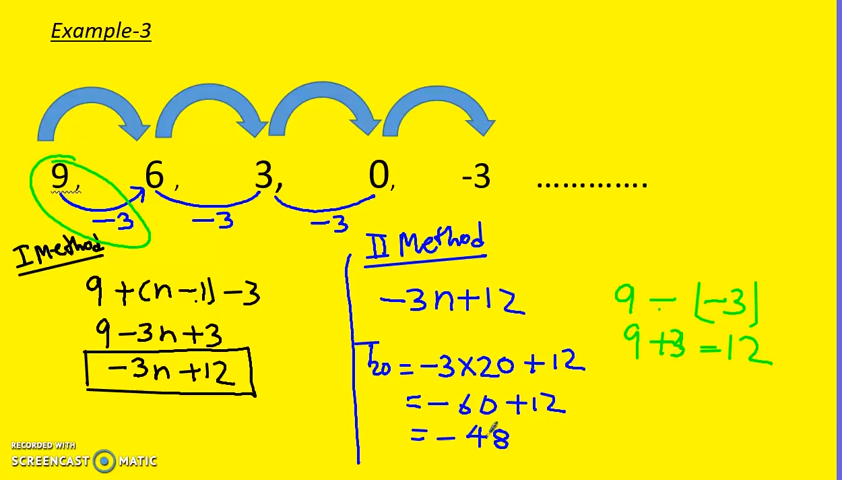 Example-3
9, 6, 3, 0, -3 ………….
-3 -3 -3
I Method
9 + (n - 1) - 3
9 - 3n + 3
-3n + 12
II Method
-3n + 12
T20 = -3 × 20 + 12
= -60 + 12
= -48
9 - [-3]
9 + 3 = 12
RECORDED WITH
SCREENCAST MATIC